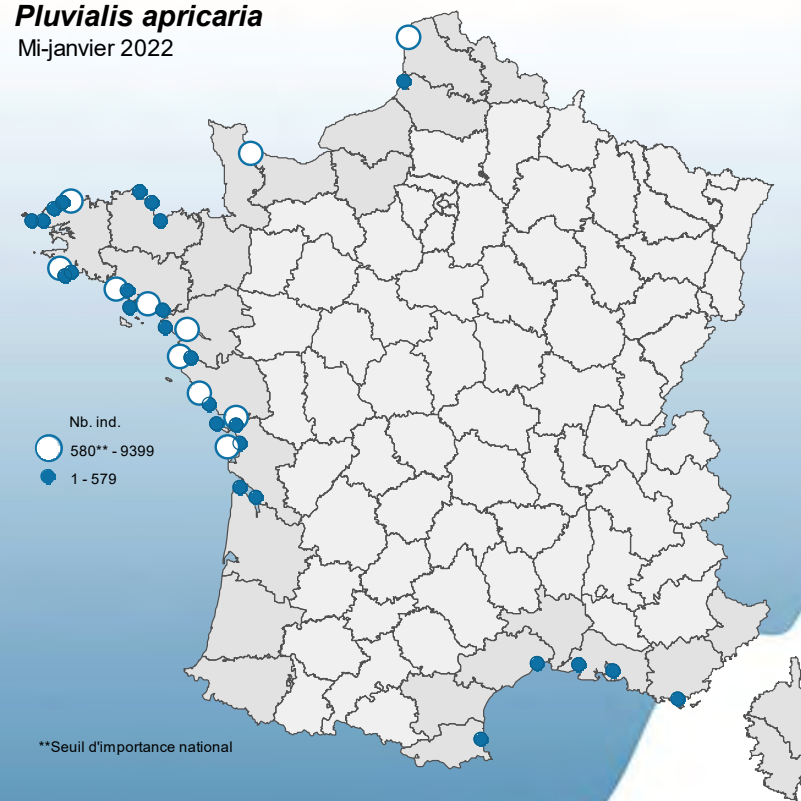 Pluvialis apricaria
Mi-janvier 2022
Nb. ind.
580** - 9399
1 - 579
**Seuil d'importance national